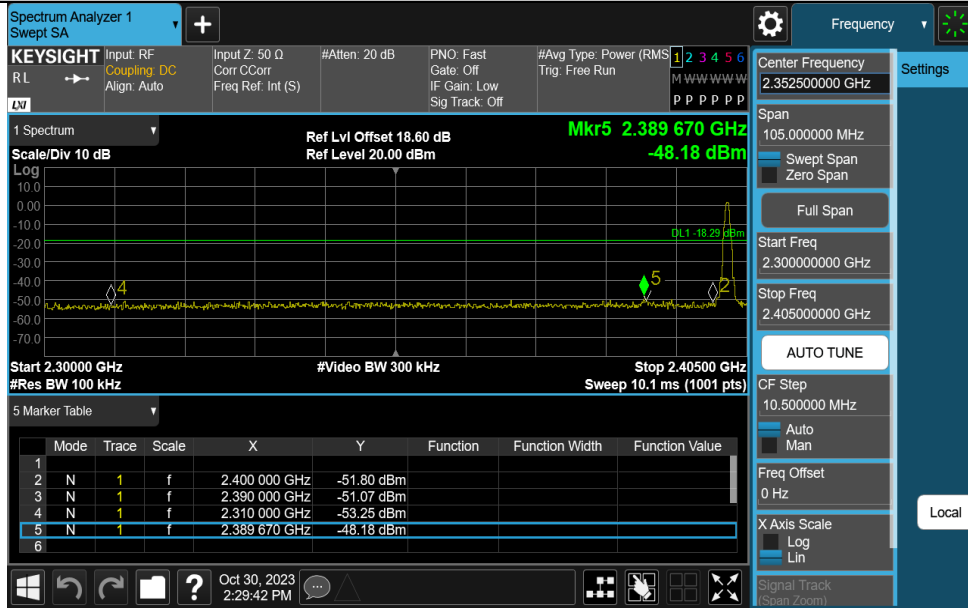 Spectrum Analyzer 1
Swept SA
+
Frequency
KEYSIGHT Input: RF Input Z: 50 Ω #Atten: 20 dB PNO: Fast #Avg Type: Power (RMS 1 2 3 4 5 6
RL Coupling: DC Corr CCorr Gate: Off Trig: Free Run M W W W W W
Align: Auto Freq Ref: Int (S) IF Gain: Low
LXI Sig Track: Off P P P P P P
Center Frequency
2.352500000 GHz
Settings
1 Spectrum
Ref Lvl Offset 18.60 dB
Mkr5 2.389 670 GHz
Scale/Div 10 dB
Ref Level 20.00 dBm
-48.18 dBm
Log
10.0
0.00
-10.0
-20.0
-30.0
-40.0
-50.0
-60.0
-70.0
DL1 -18.29 dBm
4
5
2
Start 2.30000 GHz #Video BW 300 kHz Stop 2.40500 GHz
#Res BW 100 kHz Sweep 10.1 ms (1001 pts)
Span
105.000000 MHz
Swept Span
Zero Span
Full Span
Start Freq
2.300000000 GHz
Stop Freq
2.405000000 GHz
AUTO TUNE
CF Step
10.500000 MHz
Auto
Man
Freq Offset
0 Hz
X Axis Scale
Log
Lin
Signal Track
(Span Zoom)
Local
5 Marker Table
Mode Trace Scale X Y Function Function Width Function Value
1
2 N 1 f 2.400 000 GHz -51.80 dBm
3 N 1 f 2.390 000 GHz -51.07 dBm
4 N 1 f 2.310 000 GHz -53.25 dBm
5 N 1 f 2.389 670 GHz -48.18 dBm
6
?
Oct 30, 2023
2:29:42 PM